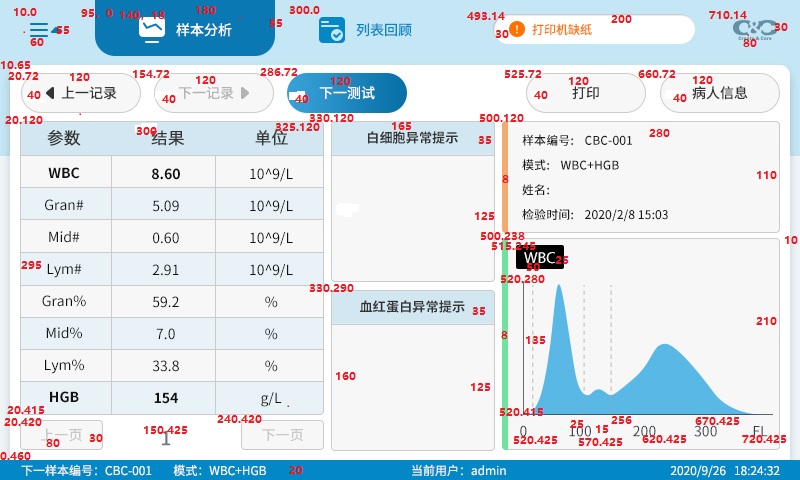 10.0 95. 0 140, 18 180 300.0 493.14 200 710.14
样本分析 列表回顾 打印机缺纸 C&C
60 55 85 30 30
80
10.65
20.72 120 154.72 120 286.72 120 525.72 120 660.72 120
上一记录 下一记录 下一测试 打印 病人信息
40 40 40 40 40
20.120 300 325.120 330.120 165 500.120
参数 结果 单位 白细胞异常提示 35 样本编号: CBC-001 280
WBC 8.60 10^9/L 模式: WBC+HGB 8 110
Gran# 5.09 10^9/L 姓名:
Mid# 0.60 10^9/L 125 检验时间: 2020/2/8 15:03
500.238 10
515.245
295 Lym# 2.91 10^9/L WBC 25
50
330.290 520.280
Gran% 59.2 % 血红蛋白异常提示 35 210
Mid% 7.0 % 8 135
Lym% 33.8 % 160
HGB 154 g/L 125
20.415 520.415
20.420 150.425 240.420 25 15 256 670.425
上一页 1 下一页 0 100 200 300 FL
80 30 520.425 570.425 620.425 720.425
0.460
下一样本编号: CBC-001 模式: WBC+HGB 20 当前用户: admin 2020/9/26 18:24:32